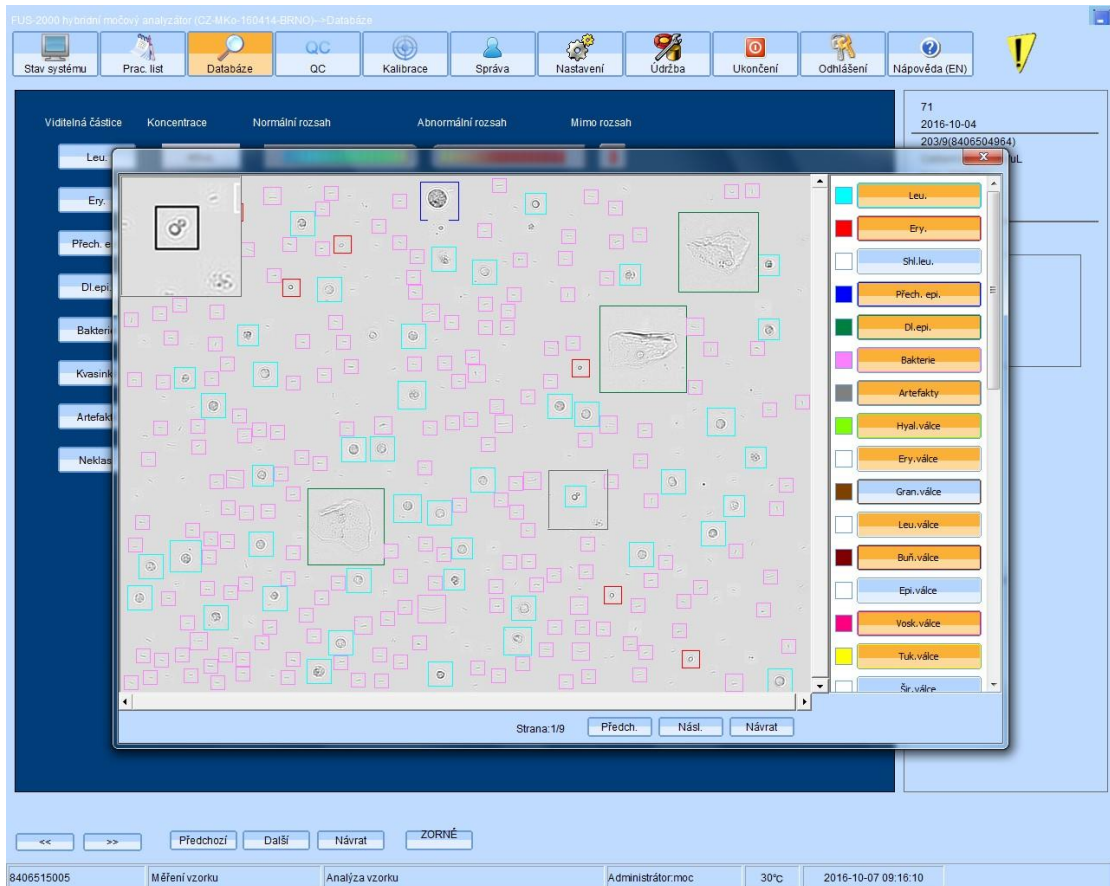 FUS-2000 hybridní močový analyzátor (CZ-MKo-160414-BRNO)-->Databáze
Stav systému Prac. list Databáze QC QC Kalibrace Správa Nastavení Údržba Ukončení Odhlášení Nápověda (EN)
71
2016-10-04
203/9(8406504964)
Viditelná částice Koncentrace Normální rozsah Abnormální rozsah Mimo rozsah
Leu.
Ery.
Přech. e
Dl.epi.
Bakteri
Kvasink
Artefak
Neklas
Leu.
Ery.
Shl.leu.
Přech. epi.
Dl.epi.
Bakterie
Artefakty
Hyal.válce
Ery.válce
Gran.válce
Leu.válce
Buň.válce
Epi.válce
Vosk.válce
Tuk.válce
Šir.válce
Strana:1/9 Předch. Násl. Návrat
<< >> Předchozí Další Návrat ZORNÉ
8406515005 Měření vzorku Analýza vzorku Administrátor:moc 30°C 2016-10-07 09:16:10